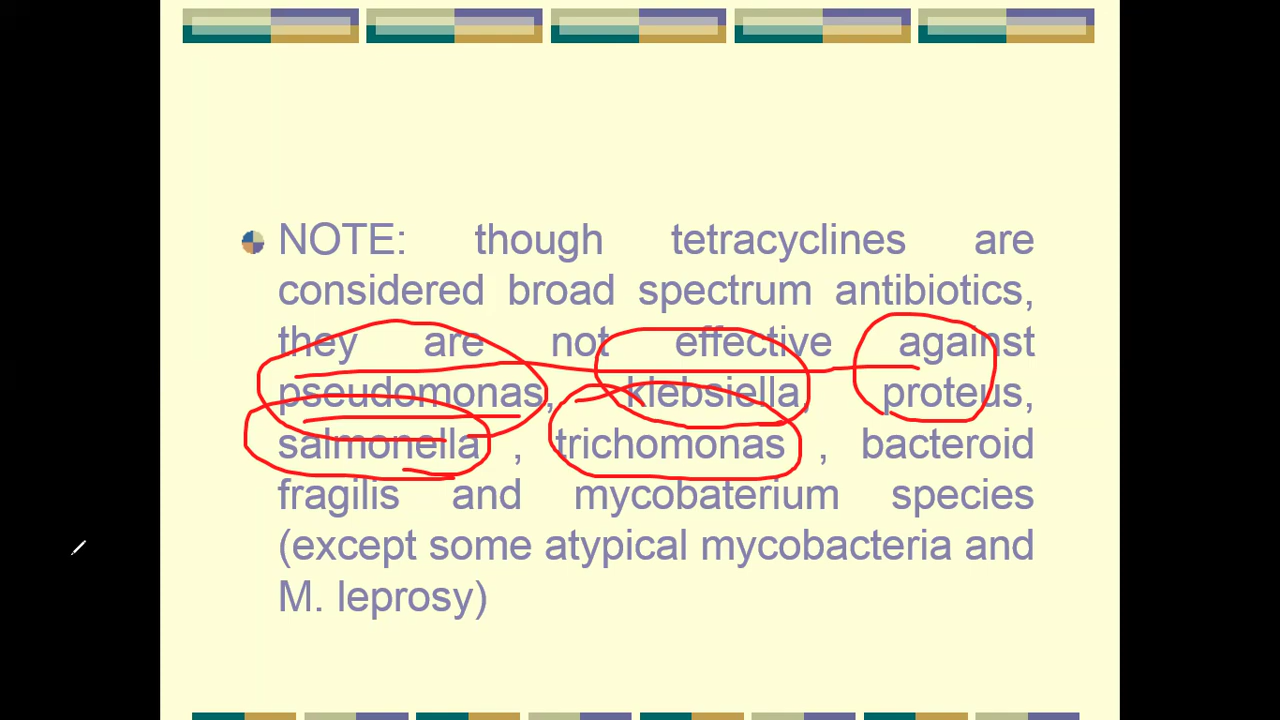 NOTE: though tetracyclines are
considered broad spectrum antibiotics,
they are not effective against
pseudomonas, klebsiella, proteus,
salmonella , trichomonas , bacteroid
fragilis and mycobaterium species
(except some atypical mycobacteria and
M. leprosy)